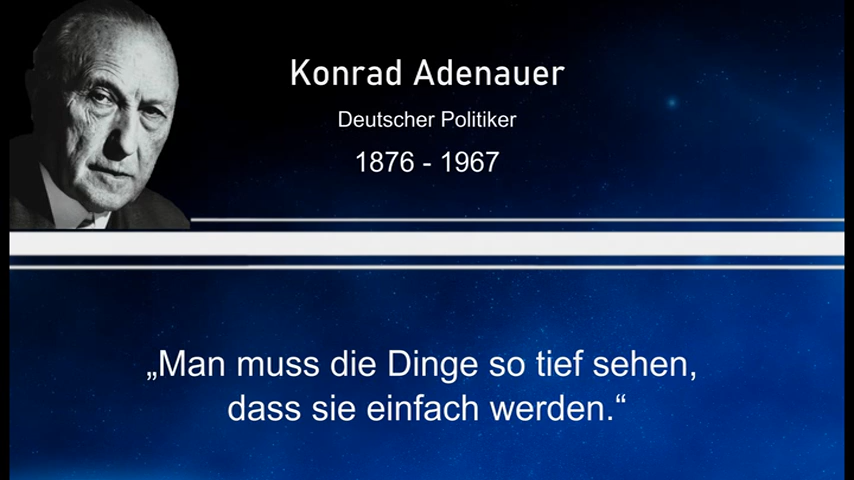 Konrad Adenauer
Deutscher Politiker
1876 - 1967
„Man muss die Dinge so tief sehen,
dass sie einfach werden.“